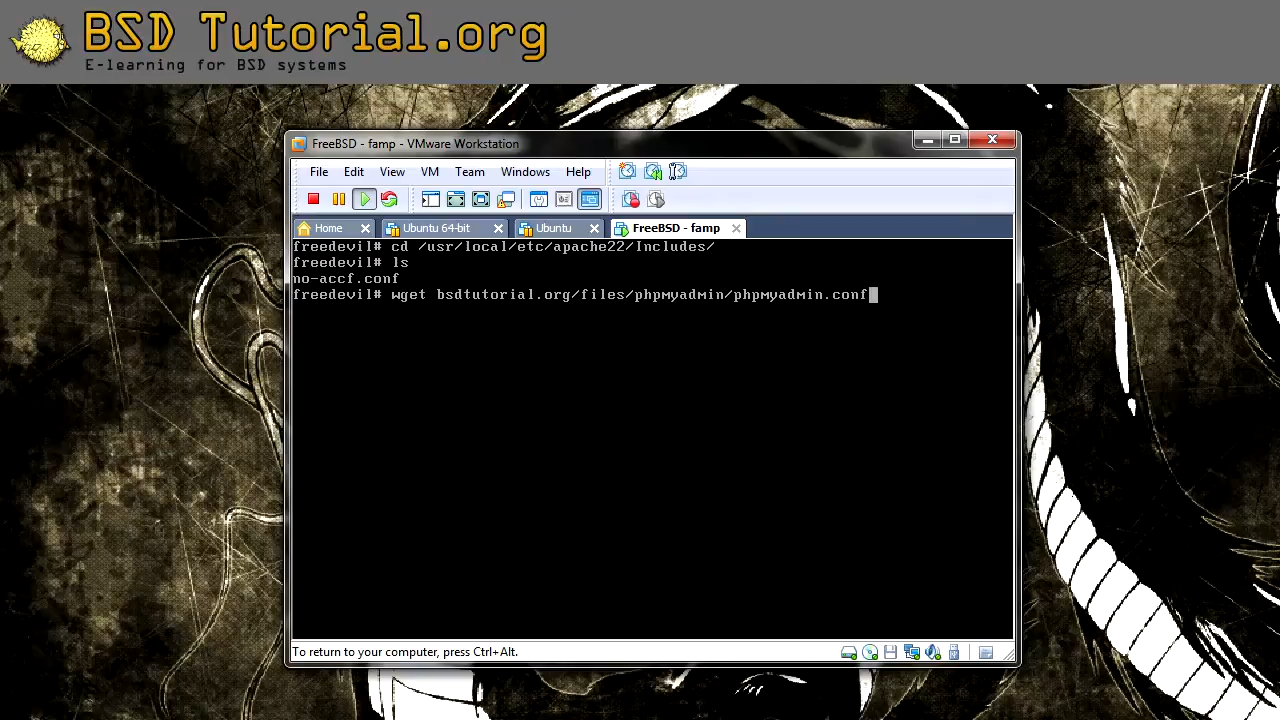 BSD Tutorial.org
E-learning for BSD systems
FreeBSD - famp - VMware Workstation
File Edit View VM Team Windows Help
Home Ubuntu 64-bit Ubuntu FreeBSD - famp
freedevil# cd /usr/local/etc/apache22/Includes/
freedevil# ls
no-accf.conf
freedevil# wget bsdtutorial.org/files/phpmyadmin/phpmyadmin.conf
To return to your computer, press Ctrl+Alt.